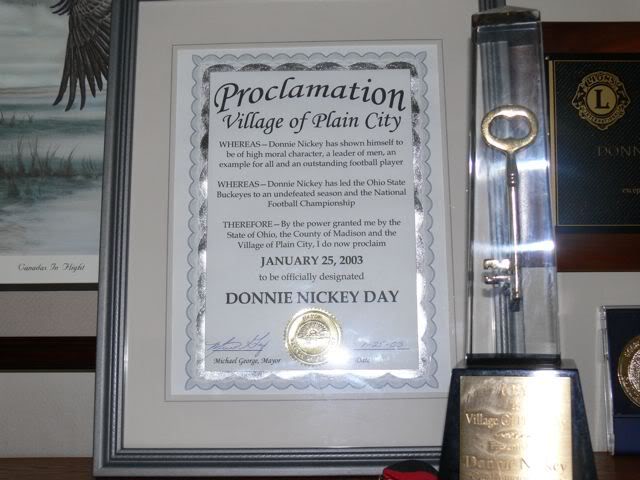 Proclamation
Village of Plain City
WHEREAS—Donnie Nickey has shown himself to
be of high moral character, a leader of men, an
example for all and an outstanding football player
WHEREAS—Donnie Nickey has led the Ohio State
Buckeyes to an undefeated season and the National
Football Championship
THEREFORE—By the power granted me by the
State of Ohio, the County of Madison and the
Village of Plain City, I do now proclaim
JANUARY 25, 2003
to be officially designated
DONNIE NICKEY DAY
Michael George, Mayor
Date
Canadas In Flight
LIONS
L
INTERNATIONAL
DONN
Village of
Donnie Nickey